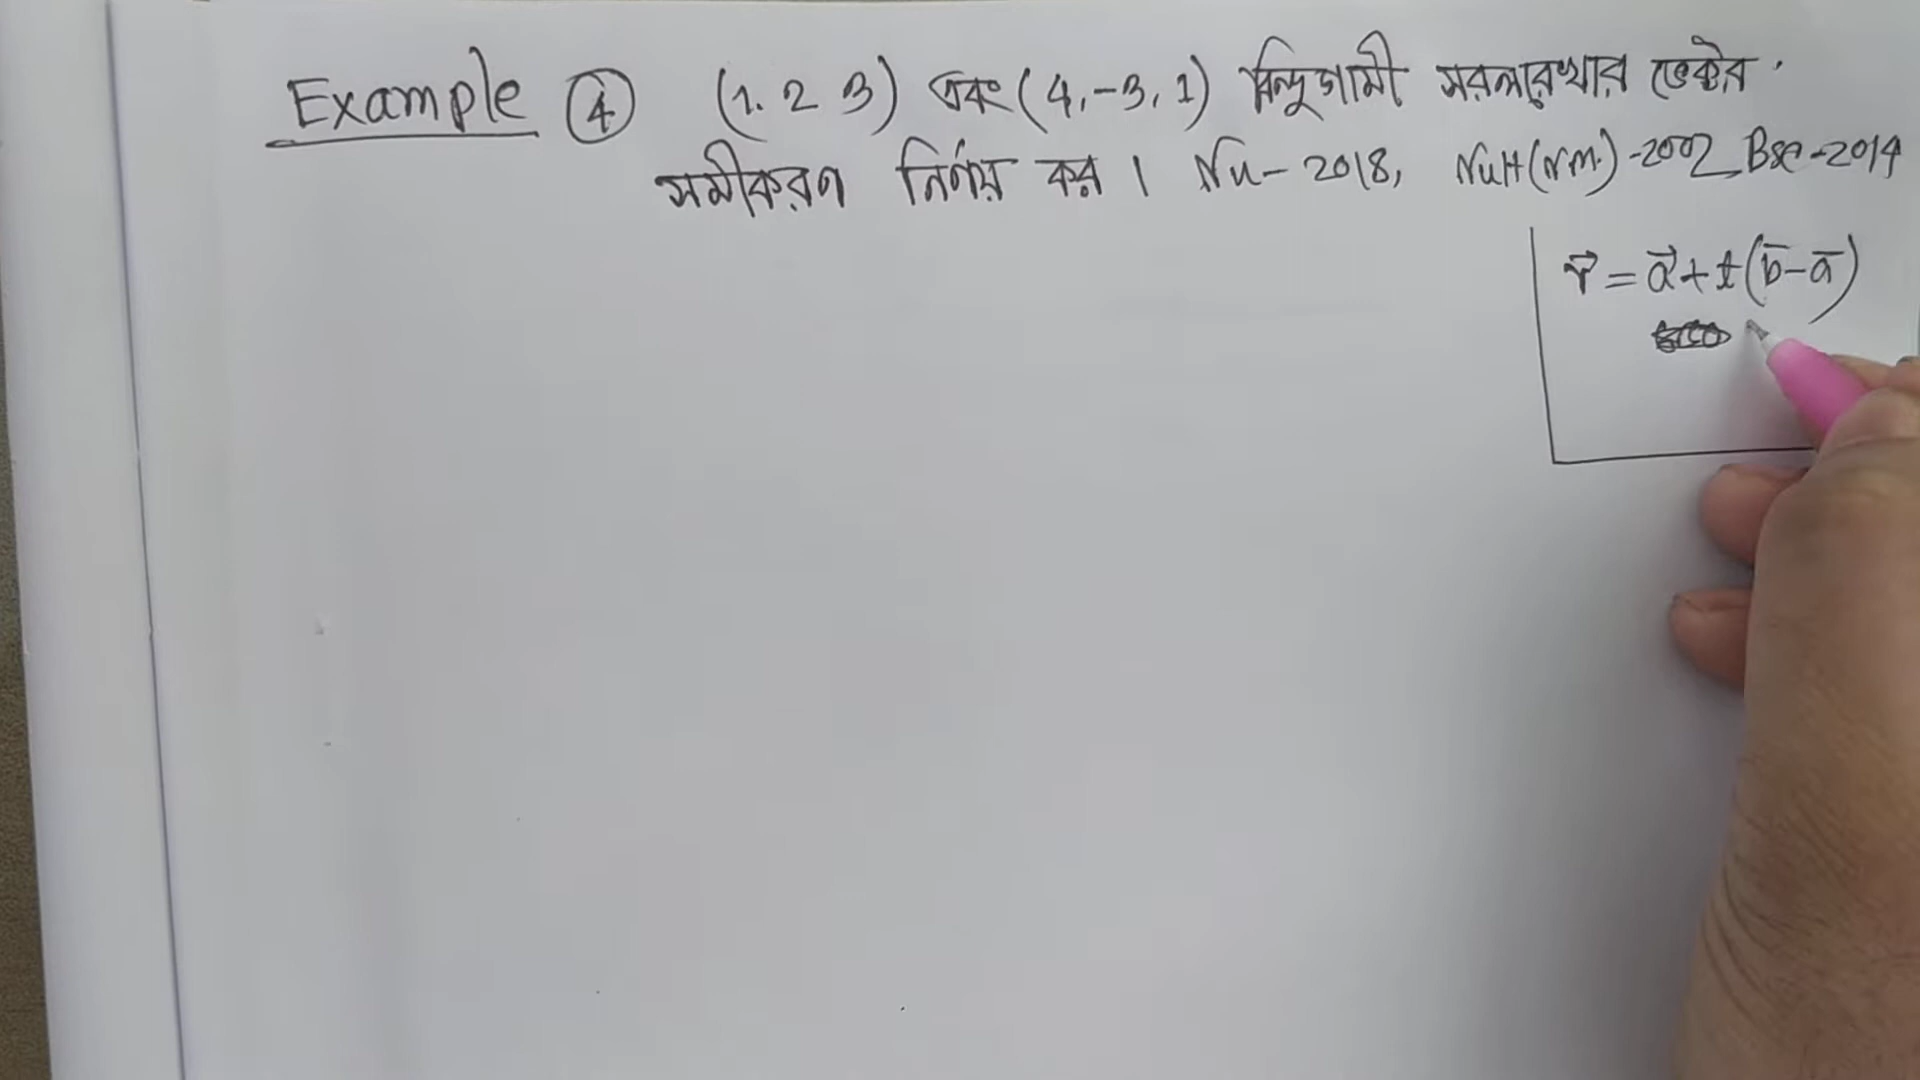 Example ④ (1. 2 3) এবং (4, -3, 1) বিন্দুগামী সরলরেখার ভেক্টর
সমীকরণ নির্ণয় কর। Nu-2018, NuH(NM.)-2002 Bsc-2014
r⃗ = a⃗ + t(b̄-ā)